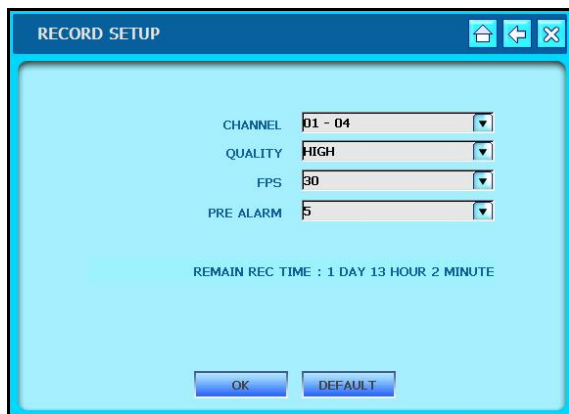 RECORD SETUP
CHANNEL 01 - 04
QUALITY HIGH
FPS 30
PRE ALARM 5
REMAIN REC TIME : 1 DAY 13 HOUR 2 MINUTE
OK DEFAULT